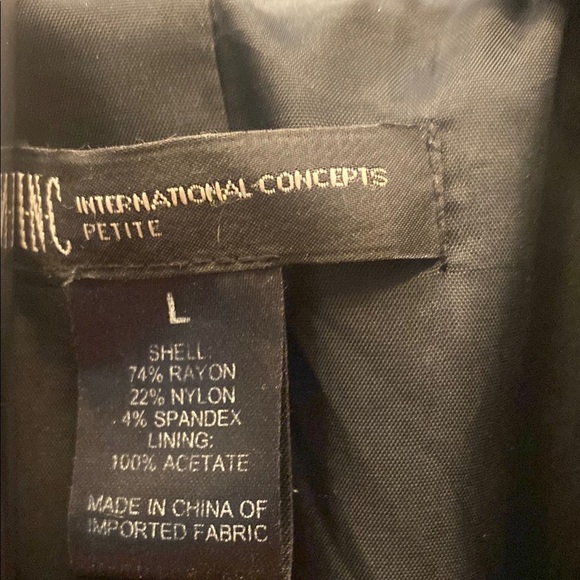 INC INTERNATIONAL·CONCEPTS
PETITE
L
SHELL:
74% RAYON
22% NYLON
4% SPANDEX
LINING:
100% ACETATE
MADE IN CHINA OF
IMPORTED FABRIC